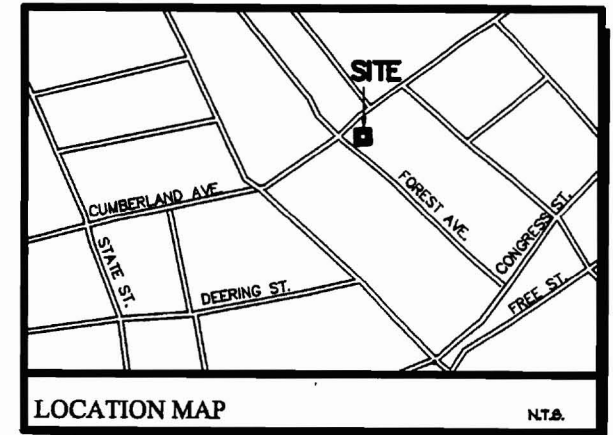 SITE
CUMBERLAND AVE.
FOREST AVE.
CONGRESS ST.
STATE ST.
DEERING ST.
FREE ST.
LOCATION MAP
N.T.S.